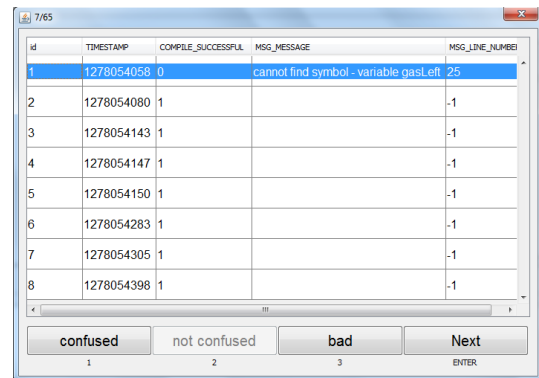 7/65
id TIMESTAMP COMPILE_SUCCESSFUL MSG_MESSAGE MSG_LINE_NUMBE
1 1278054058 0 cannot find symbol - variable gasLeft 25
2 1278054080 1 -1
3 1278054143 1 -1
4 1278054147 1 -1
5 1278054150 1 -1
6 1278054283 1 -1
7 1278054305 1 -1
8 1278054398 1 -1
confused not confused bad Next
1 2 3 ENTER